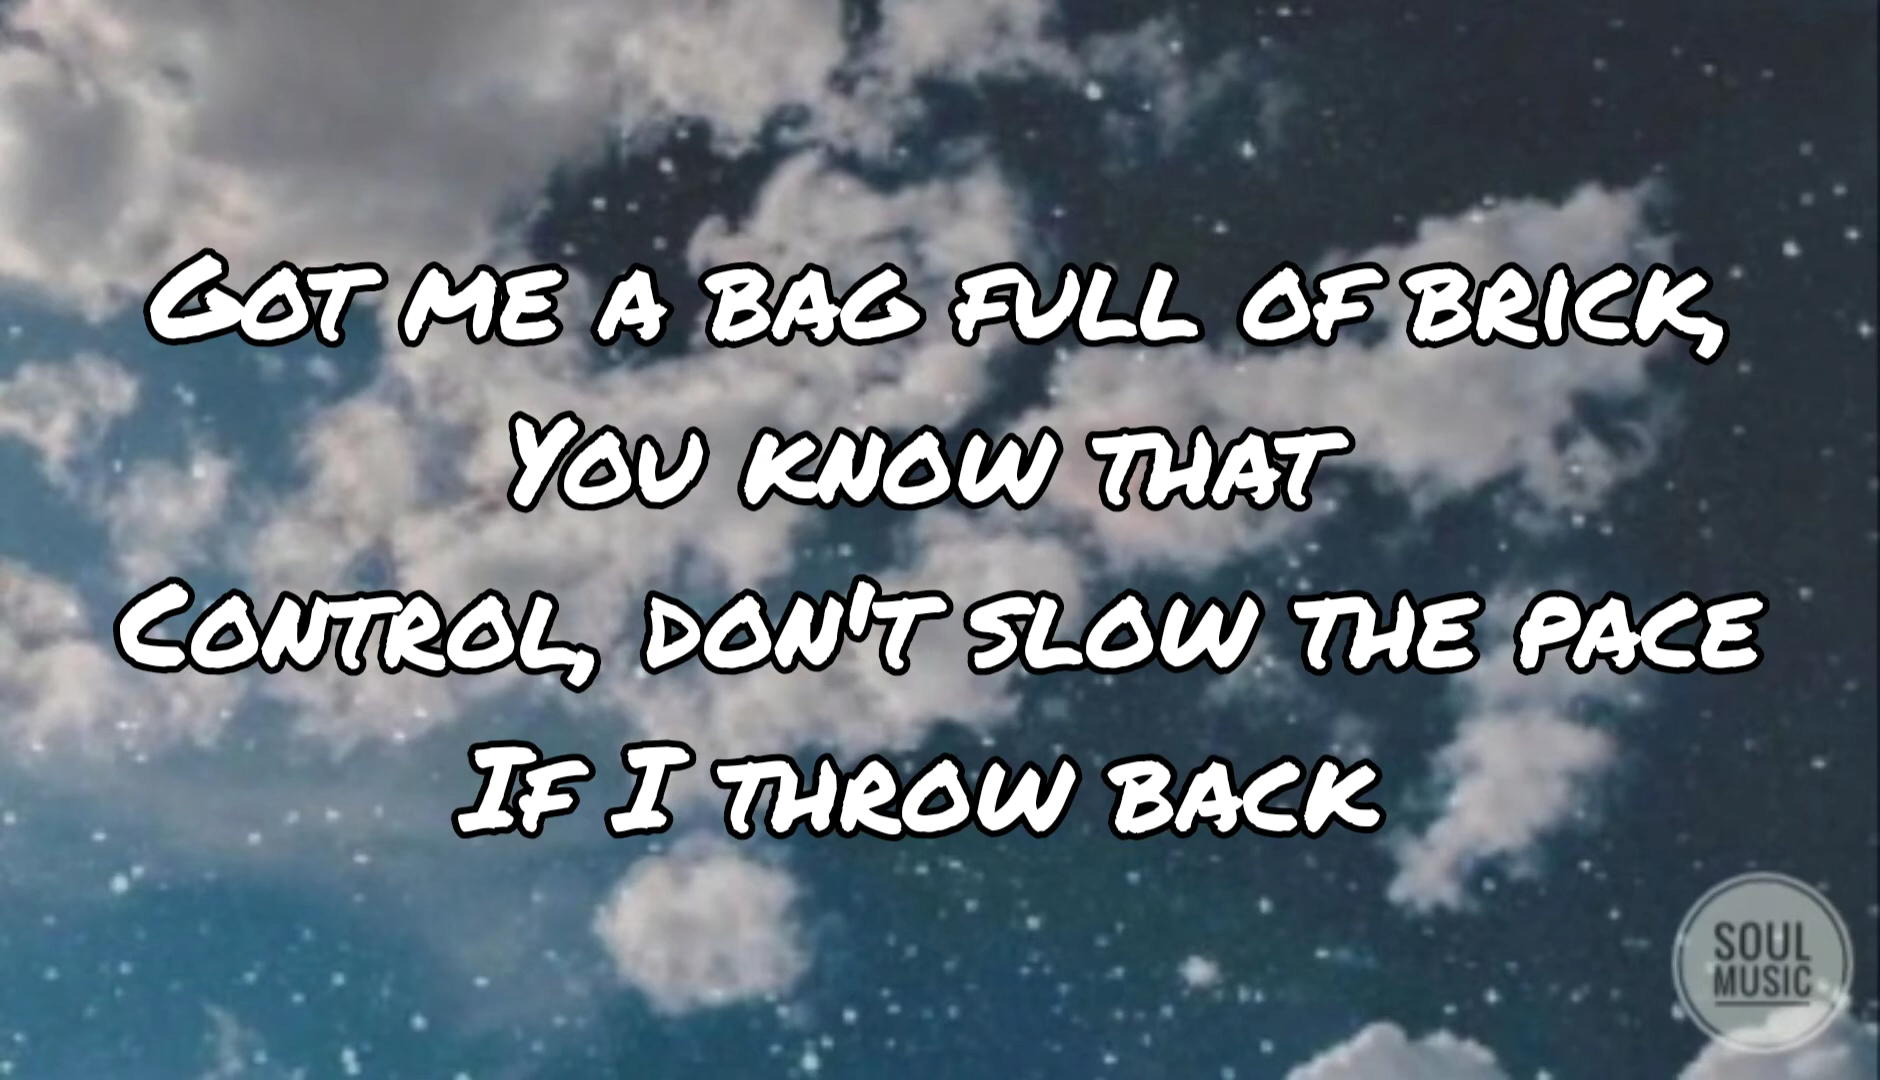 Got me a bag full of brick,
You know that
Control, don't slow the pace
If I throw back
SOUL
MUSIC